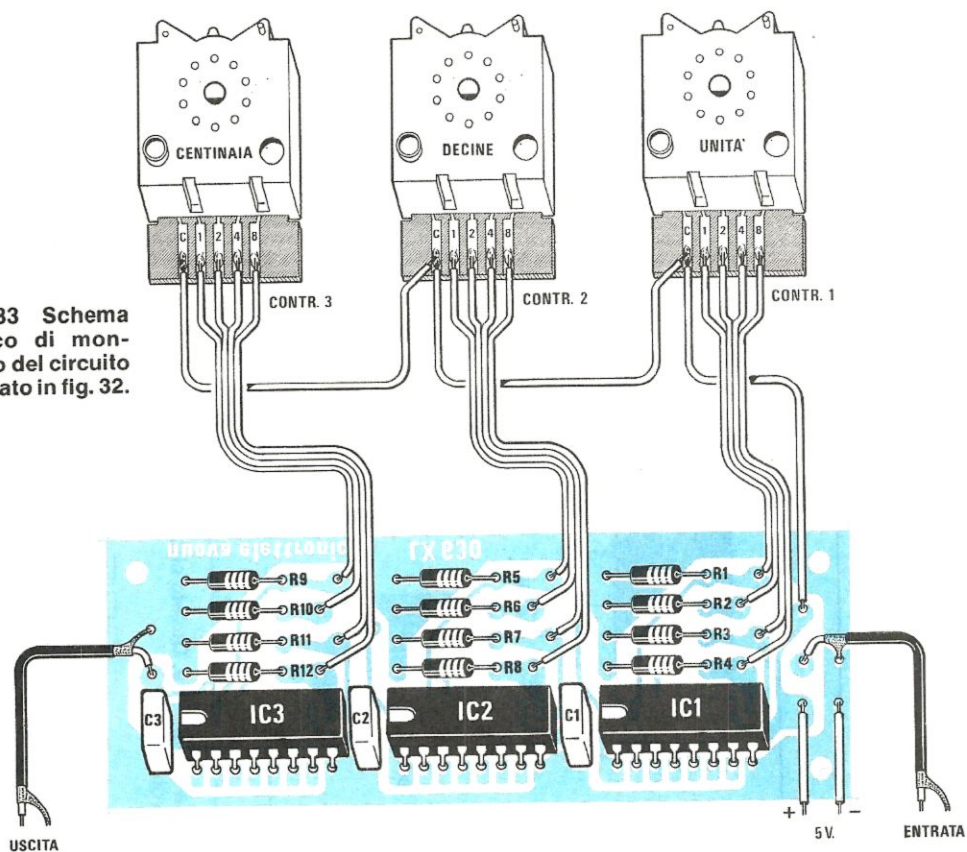 CENTINAIA
DECINE
UNITA'
C 1 2 4 8
C 1 2 4 8
C 1 2 4 8
CONTR. 3
CONTR. 2
CONTR. 1
33 Schema
co di mon-
o del circuito
ato in fig. 32.
nuova elettronic
LX 630
R9
R5
R1
R10
R6
R2
R11
R7
R3
R12
R8
R4
C3
IC3
C2
IC2
C1
IC1
+
5 V.
-
USCITA
ENTRATA